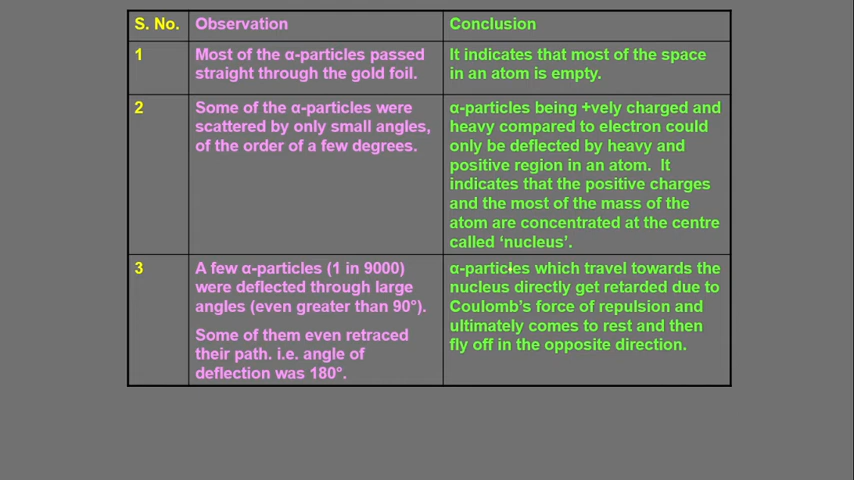 S. No. Observation Conclusion
1 Most of the α-particles passed straight through the gold foil.
It indicates that most of the space in an atom is empty.
2 Some of the α-particles were scattered by only small angles, of the order of a few degrees.
α-particles being +vely charged and heavy compared to electron could only be deflected by heavy and positive region in an atom. It indicates that the positive charges and the most of the mass of the atom are concentrated at the centre called ‘nucleus’.
3 A few α-particles (1 in 9000) were deflected through large angles (even greater than 90°).
Some of them even retraced their path. i.e. angle of deflection was 180°.
α-particles which travel towards the nucleus directly get retarded due to Coulomb’s force of repulsion and ultimately comes to rest and then fly off in the opposite direction.